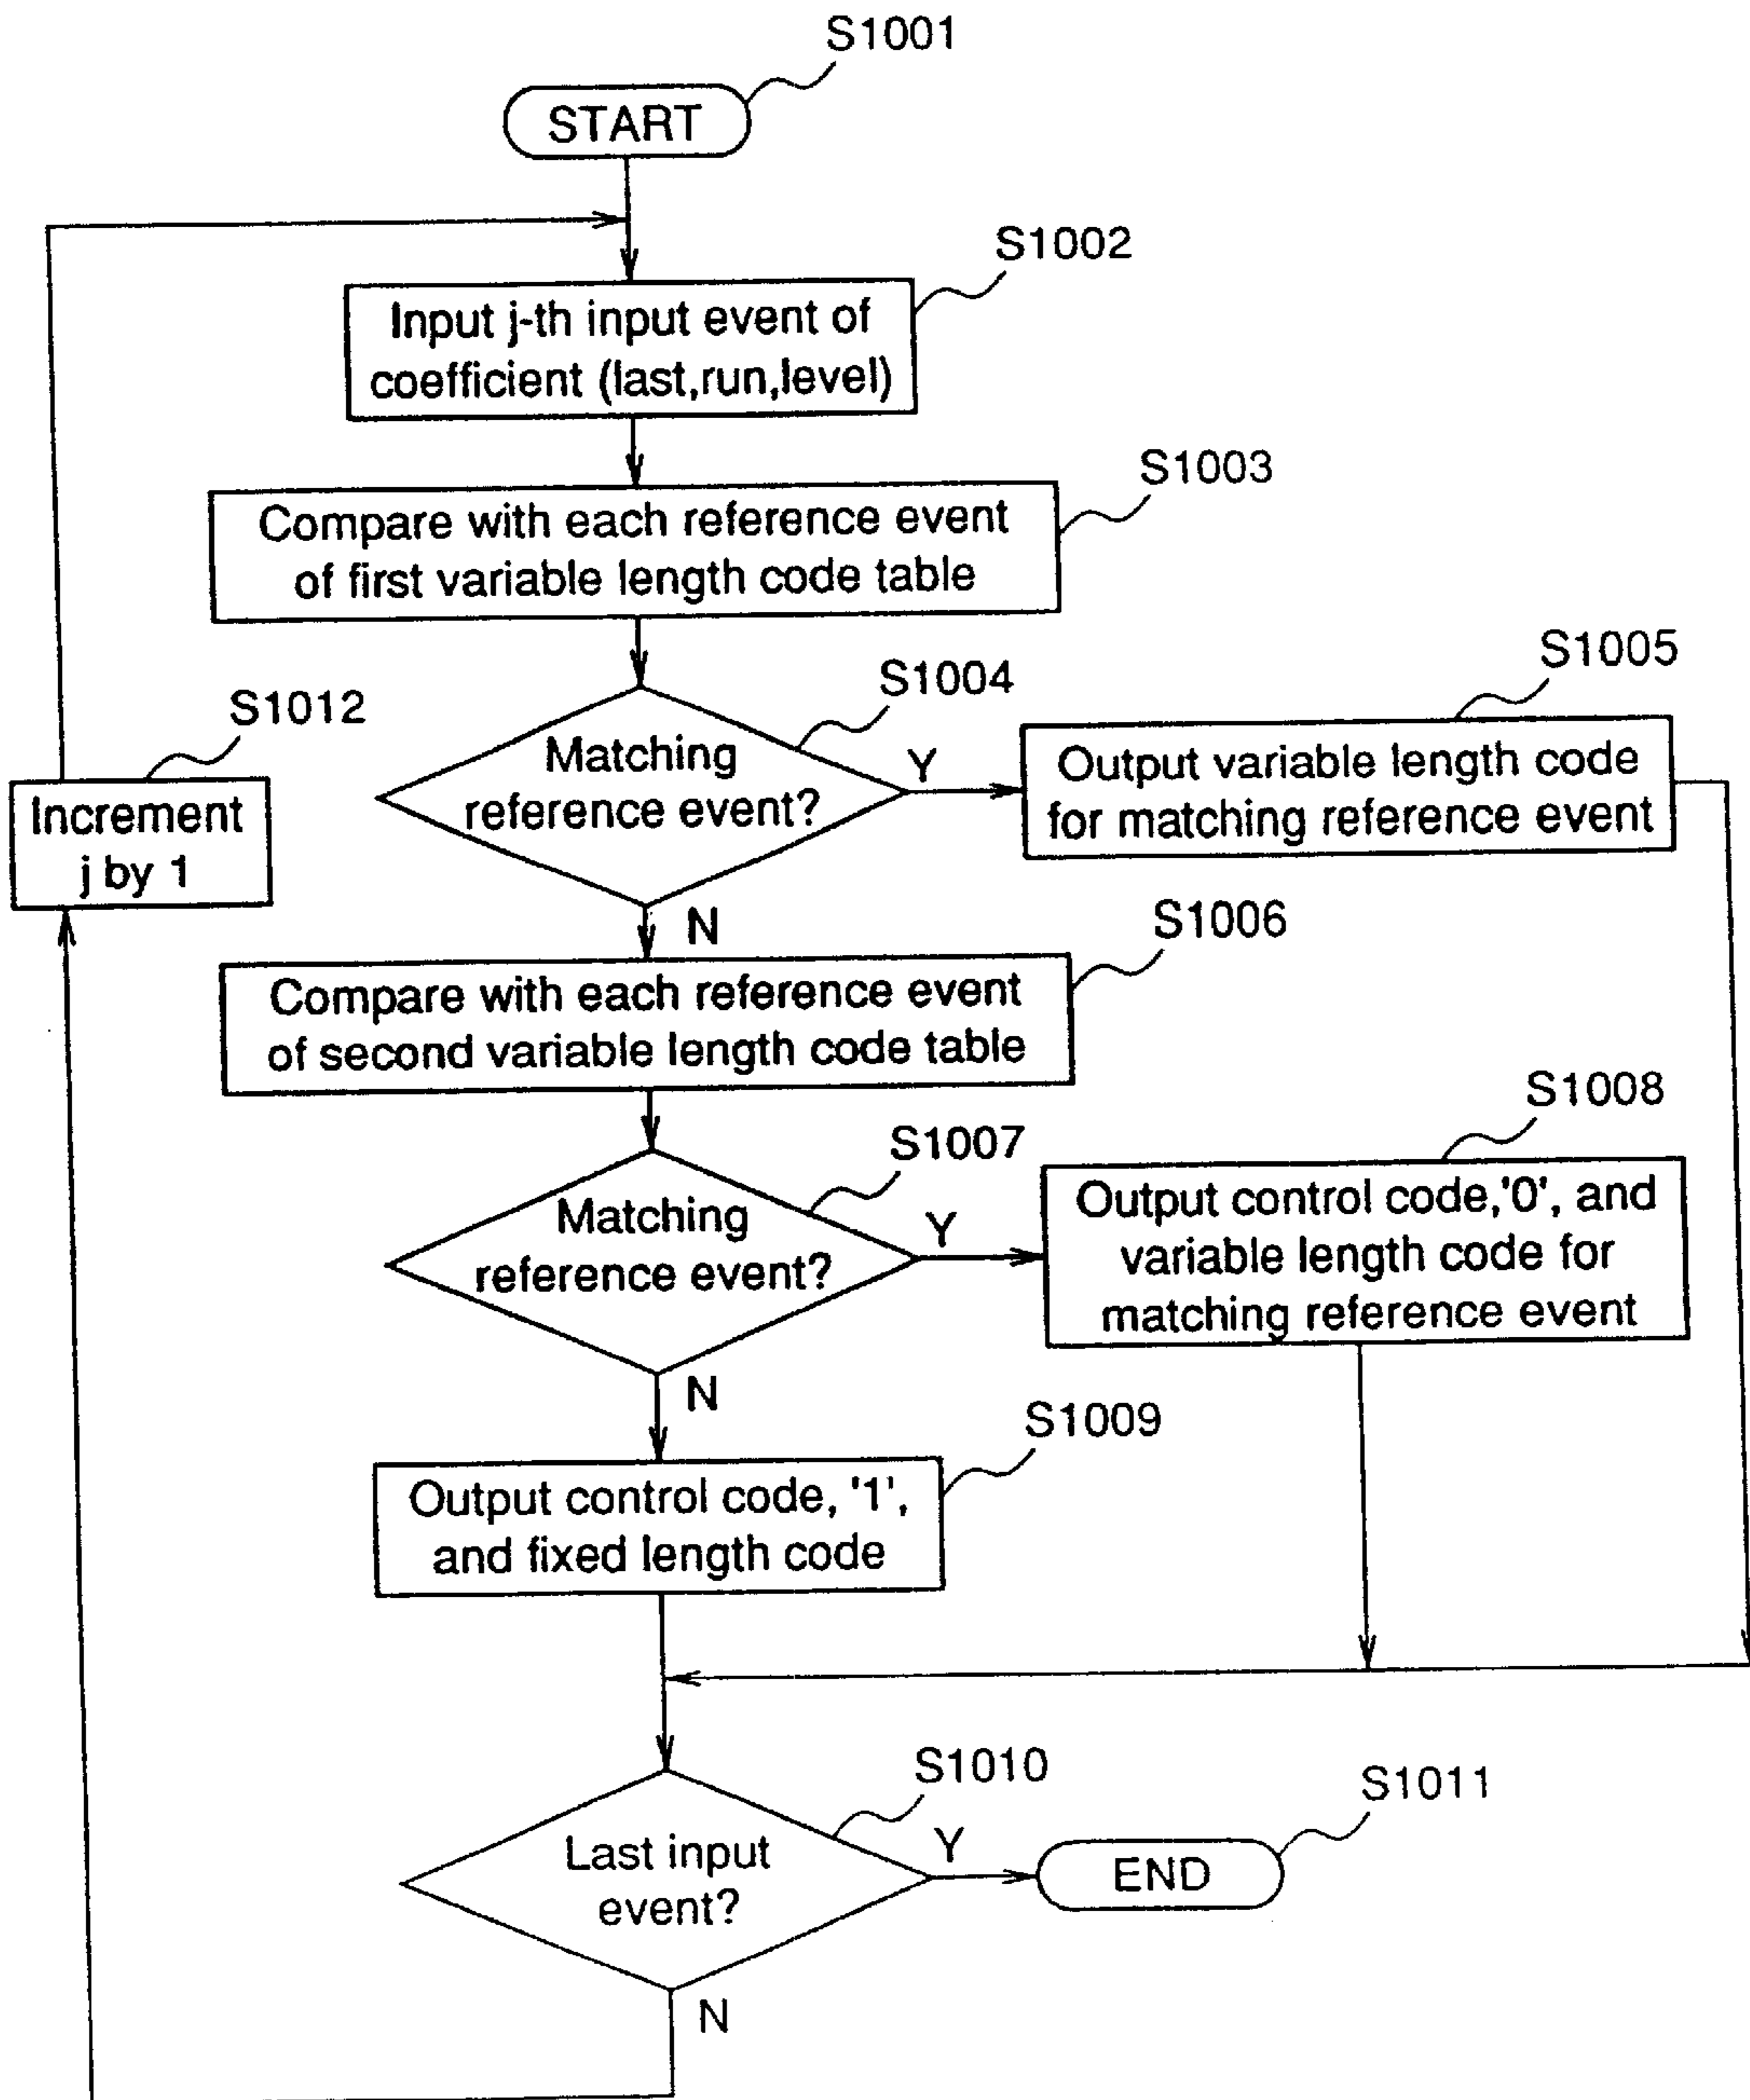 S1001
START
S1002
Input j-th input event of
coefficient (last,run,level)
S1003
Compare with each reference event
of first variable length code table
S1004
Matching
reference event?
Y
S1005
Output variable length code
for matching reference event
S1012
Increment
j by 1
N
S1006
Compare with each reference event
of second variable length code table
S1007
Matching
reference event?
Y
S1008
Output control code,'0', and
variable length code for
matching reference event
N
S1009
Output control code, '1',
and fixed length code
S1010
Last input
event?
Y
S1011
END
N